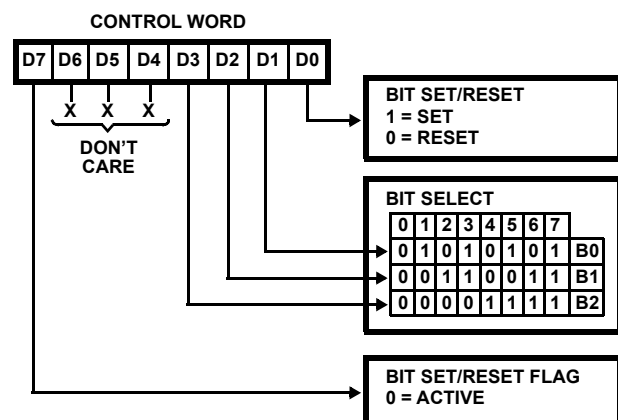 CONTROL WORD
D7 D6 D5 D4 D3 D2 D1 D0
X X X
DON'T
CARE
BIT SET/RESET
1 = SET
0 = RESET
BIT SELECT
0 1 2 3 4 5 6 7
0 1 0 1 0 1 0 1 B0
0 0 1 1 0 0 1 1 B1
0 0 0 0 1 1 1 1 B2
BIT SET/RESET FLAG
0 = ACTIVE